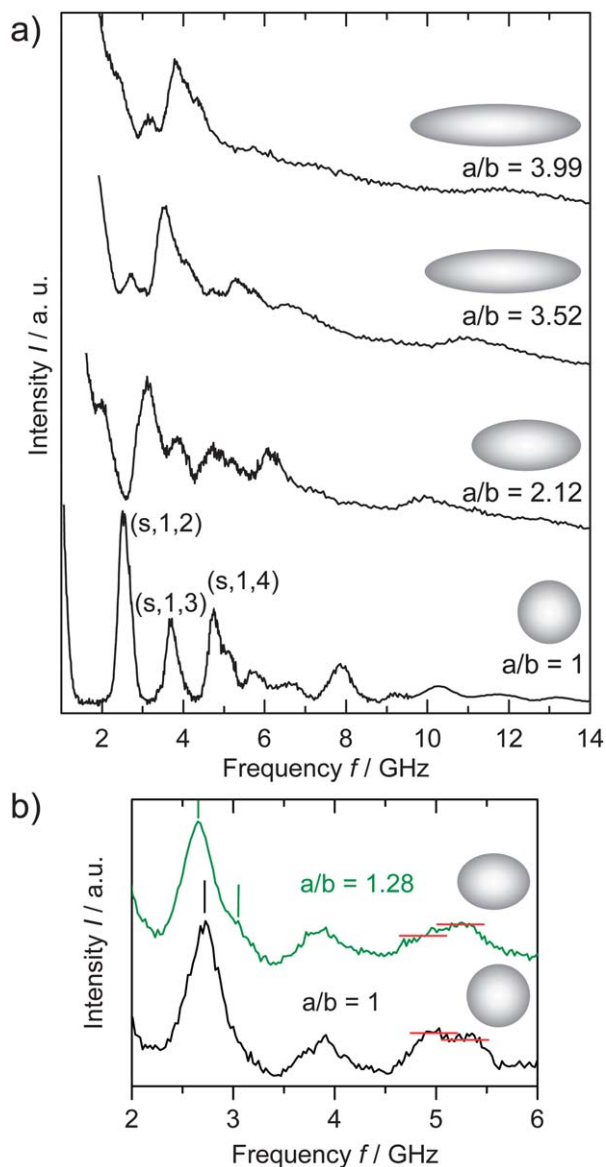 a)
a/b = 3.99
a/b = 3.52
a/b = 2.12
(s,1,2)
(s,1,3)
(s,1,4)
a/b = 1
Intensity I / a. u.
2 4 6 8 10 12 14
Frequency f / GHz
b)
a/b = 1.28
a/b = 1
Intensity I / a.u.
2 3 4 5 6
Frequency f / GHz